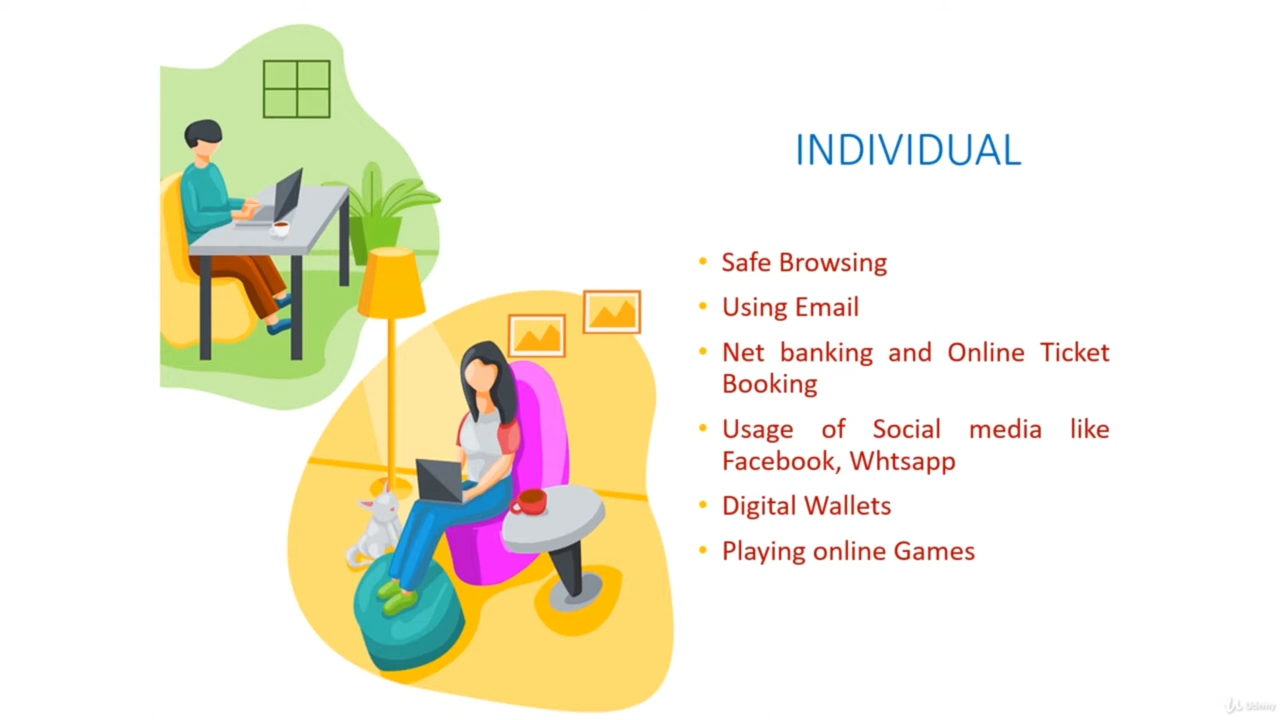 INDIVIDUAL
• Safe Browsing
• Using Email
• Net banking and Online Ticket
Booking
• Usage of Social media like
Facebook, Whtsapp
• Digital Wallets
• Playing online Games
Udemy